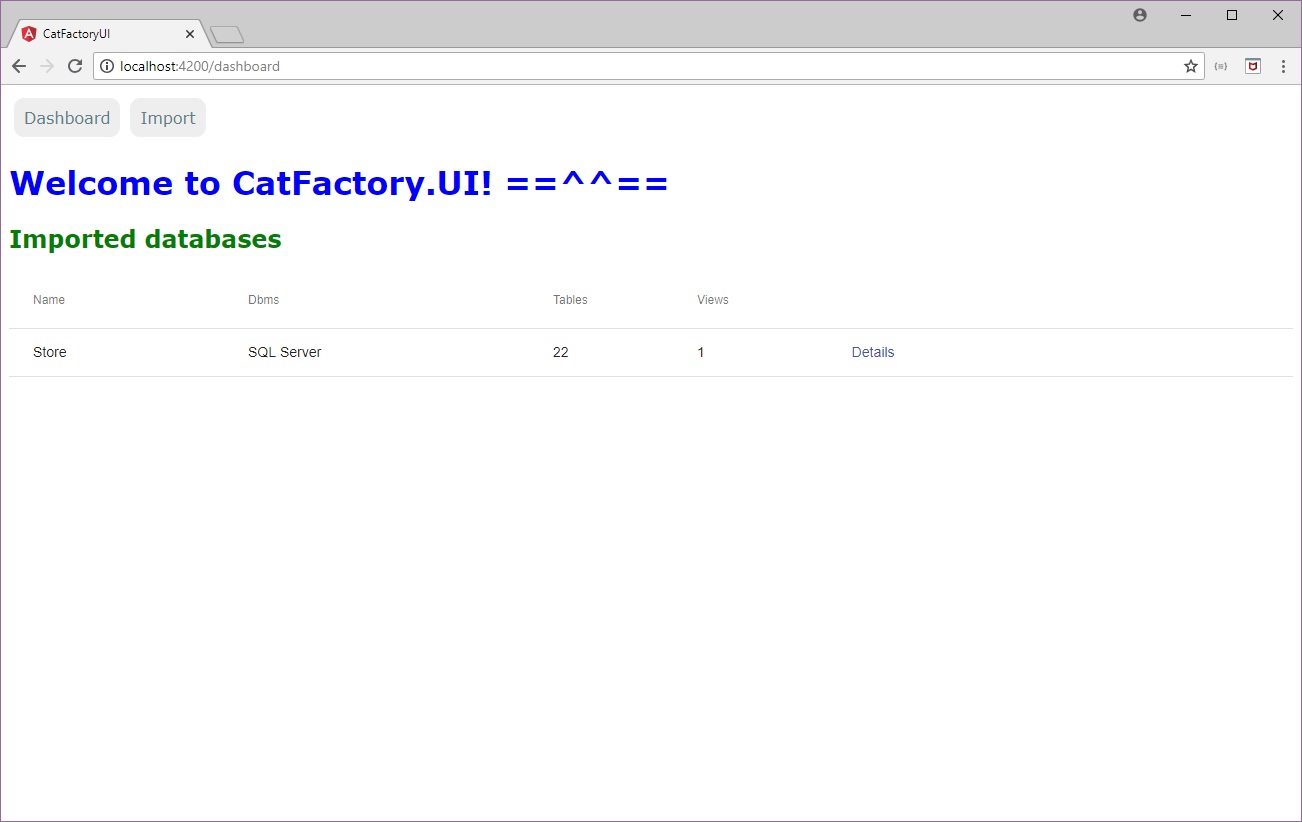 CatFactoryUI
localhost:4200/dashboard
Dashboard Import
Welcome to CatFactory.UI! ==^^==
Imported databases
Name Dbms Tables Views
Store SQL Server 22 1 Details